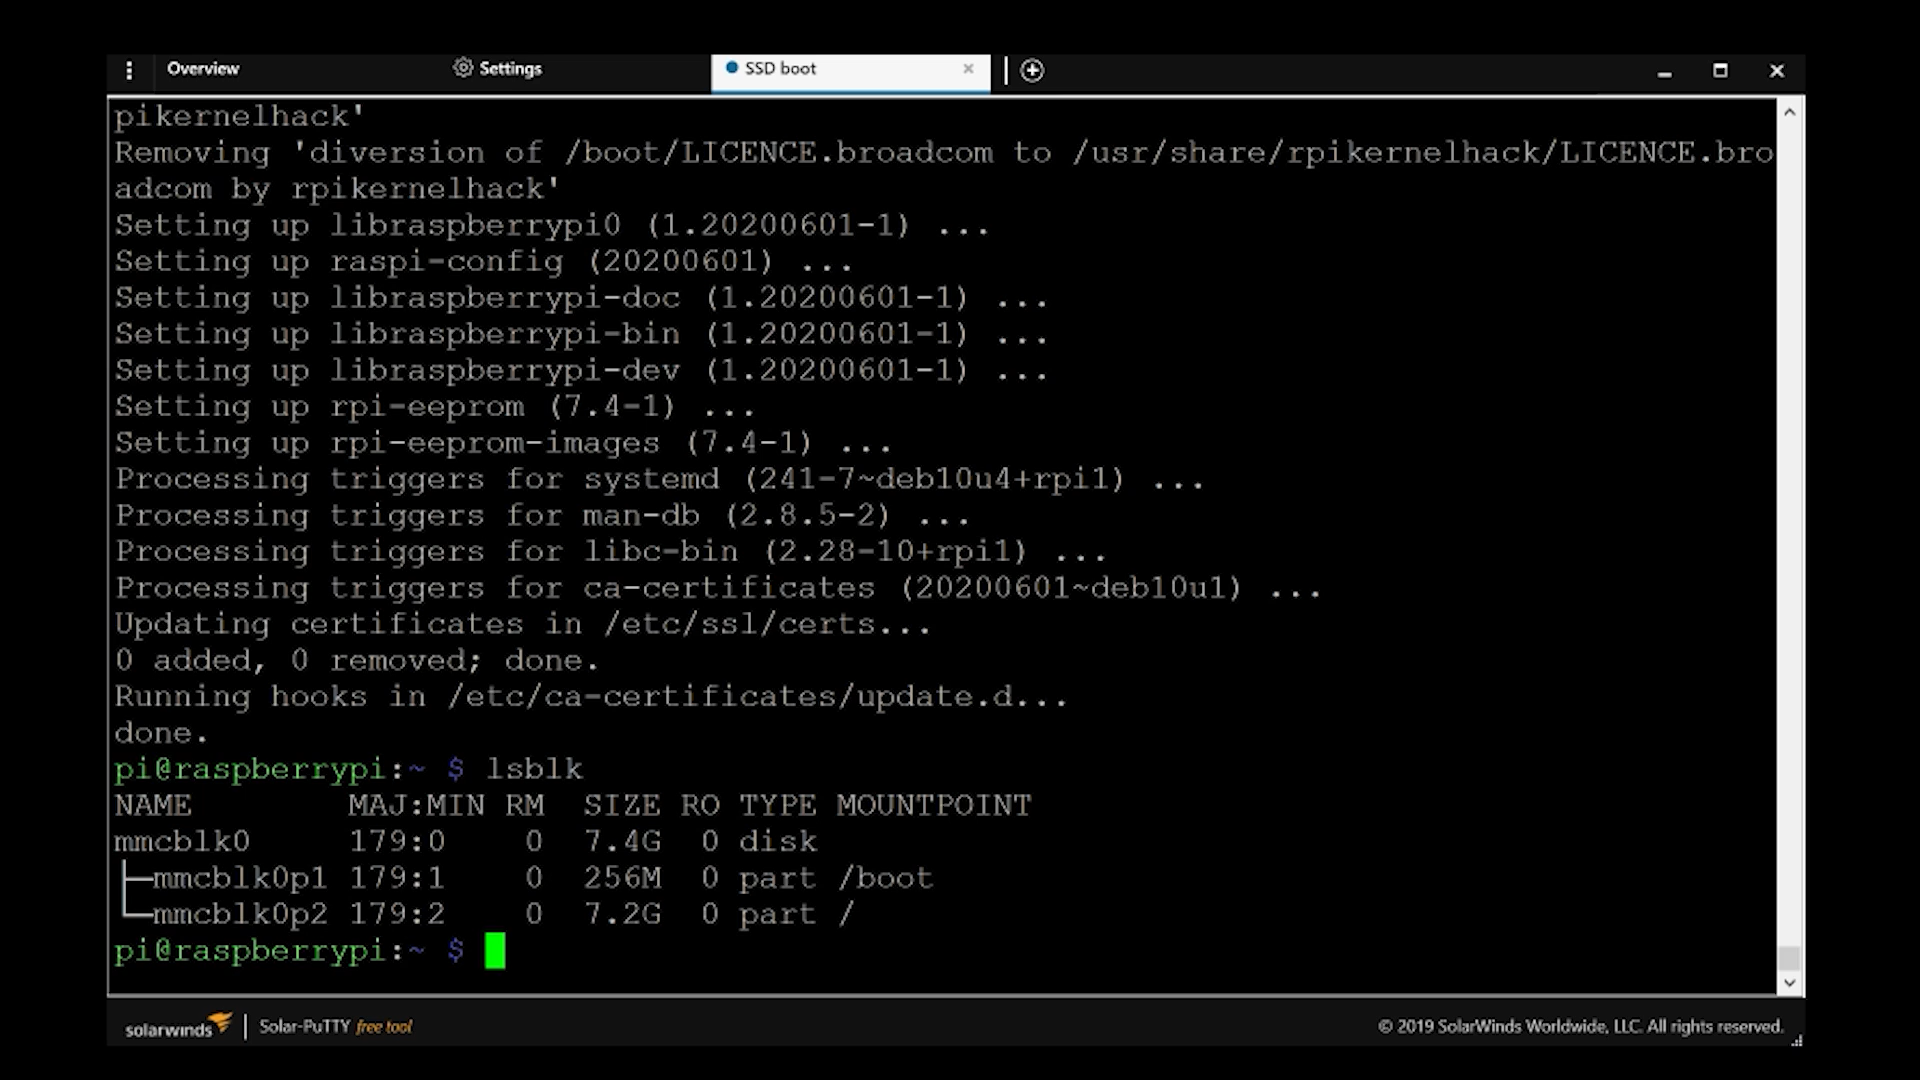 Overview Settings SSD boot
pikernelhack'
Removing 'diversion of /boot/LICENCE.broadcom to /usr/share/rpikernelhack/LICENCE.bro
adcom by rpikernelhack'
Setting up libraspberrypi0 (1.20200601-1) ...
Setting up raspi-config (20200601) ...
Setting up libraspberrypi-doc (1.20200601-1) ...
Setting up libraspberrypi-bin (1.20200601-1) ...
Setting up libraspberrypi-dev (1.20200601-1) ...
Setting up rpi-eeprom (7.4-1) ...
Setting up rpi-eeprom-images (7.4-1) ...
Processing triggers for systemd (241-7~deb10u4+rpi1) ...
Processing triggers for man-db (2.8.5-2) ...
Processing triggers for libc-bin (2.28-10+rpi1) ...
Processing triggers for ca-certificates (20200601~deb10u1) ...
Updating certificates in /etc/ssl/certs...
0 added, 0 removed; done.
Running hooks in /etc/ca-certificates/update.d...
done.
pi@raspberrypi:~ $ lsblk
NAME        MAJ:MIN RM  SIZE RO TYPE MOUNTPOINT
mmcblk0     179:0    0  7.4G  0 disk
├─mmcblk0p1 179:1    0  256M  0 part /boot
└─mmcblk0p2 179:2    0  7.2G  0 part /
pi@raspberrypi:~ $
solarwinds | Solar-PuTTY free tool © 2019 SolarWinds Worldwide, LLC. All rights reserved.